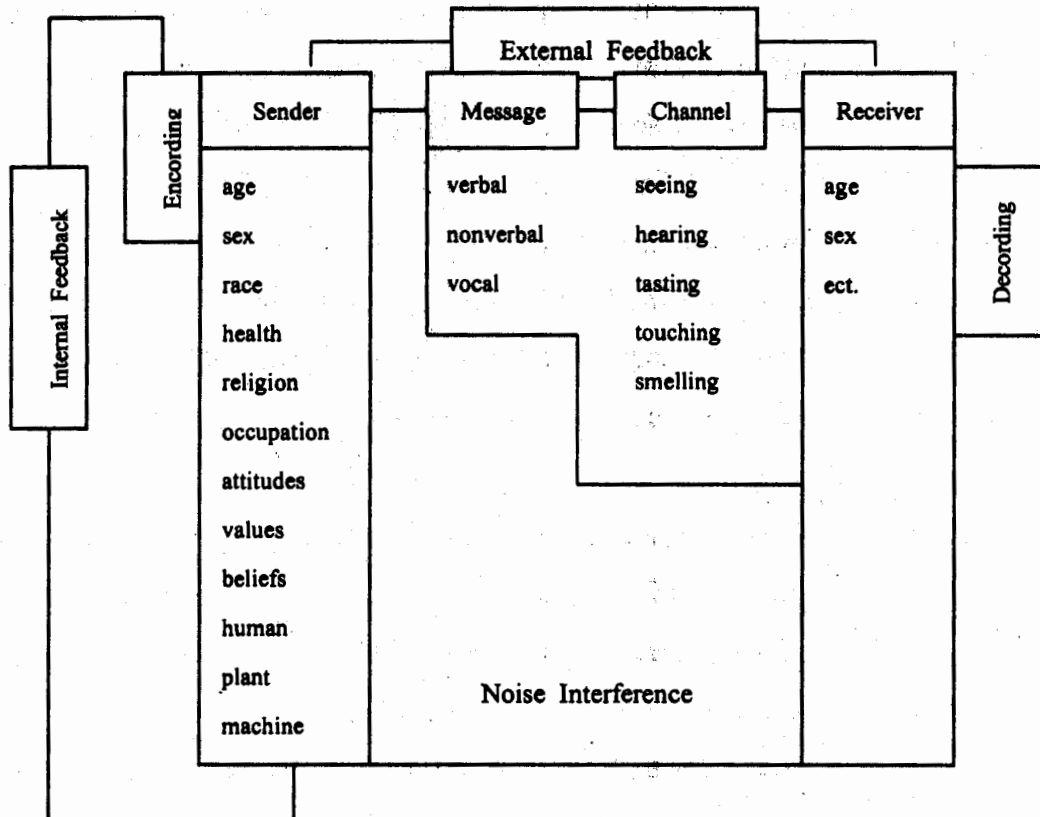 External Feedback
Sender
Message
Channel
Receiver
Encording
Internal Feedback
Decording
age
sex
race
health
religion
occupation
attitudes
values
beliefs
human
plant
machine
verbal
nonverbal
vocal
seeing
hearing
tasting
touching
smelling
age
sex
ect.
Noise Interference